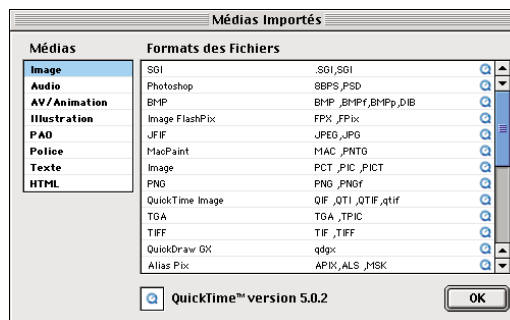 Médias Importés
Médias Formats des Fichiers
Image
Audio
AV/Animation
Illustration
PAO
Police
Texte
HTML
SGI .SGI,SGI
Photoshop 8BPS,PSD
BMP BMP ,BMPf,BMPp,DIB
Image FlashPix FPX ,FPix
JFIF JPEG,JPG
MacPaint MAC ,PNTG
Image PCT ,PIC ,PICT
PNG PNG ,PNGf
QuickTime Image QIF ,QTI ,QTIF,qtif
TGA TGA ,TPIC
TIFF TIF ,TIFF
QuickDraw GX qdgx
Alias Pix APIX,ALS ,MSK
QuickTime™ version 5.0.2
OK